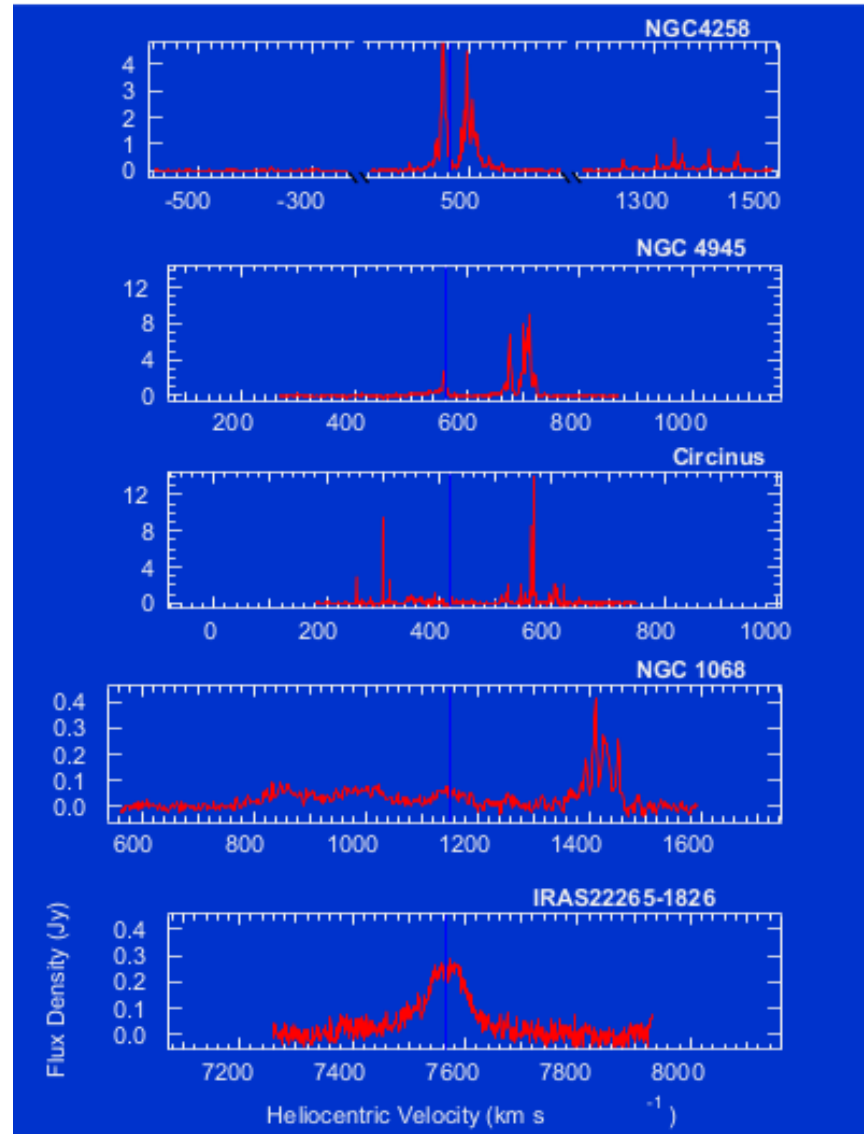 NGC4258
4
3
2
1
0
-500 -300 500 1300 1500
NGC 4945
12
8
4
0
200 400 600 800 1000
Circinus
12
8
4
0
0 200 400 600 800 1000
NGC 1068
0.4
0.3
0.2
0.1
0.0
600 800 1000 1200 1400 1600
IRAS22265-1826
Flux Density (Jy)
0.4
0.3
0.2
0.1
0.0
7200 7400 7600 7800 8000
Heliocentric Velocity (km s -1 )